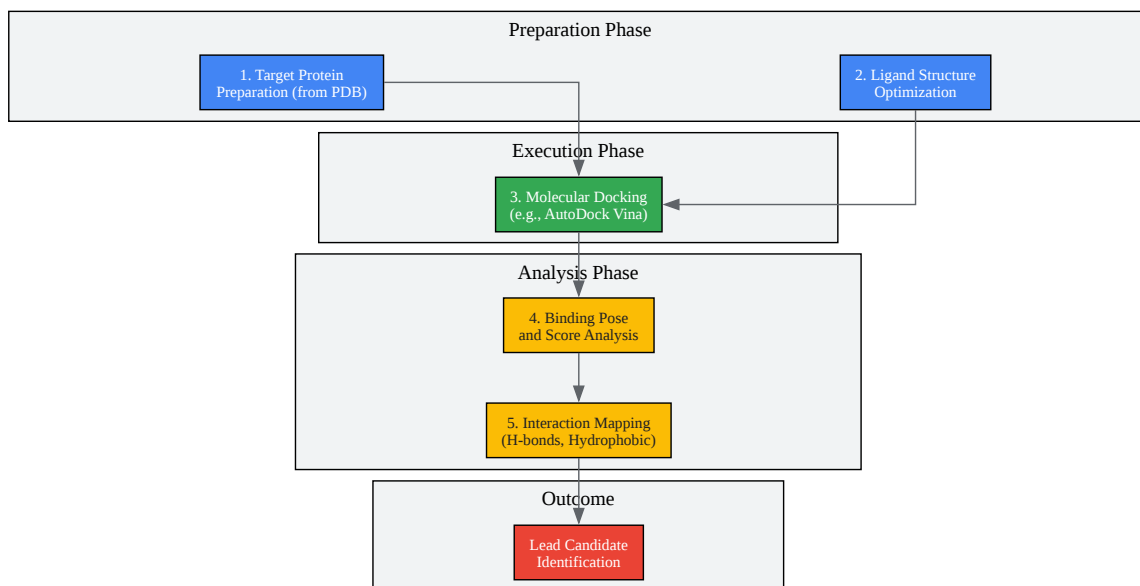 Preparation Phase
1. Target Protein
Preparation (from PDB)
2. Ligand Structure
Optimization
Execution Phase
3. Molecular Docking
(e.g., AutoDock Vina)
Analysis Phase
4. Binding Pose
and Score Analysis
5. Interaction Mapping
(H-bonds, Hydrophobic)
Outcome
Lead Candidate
Identification